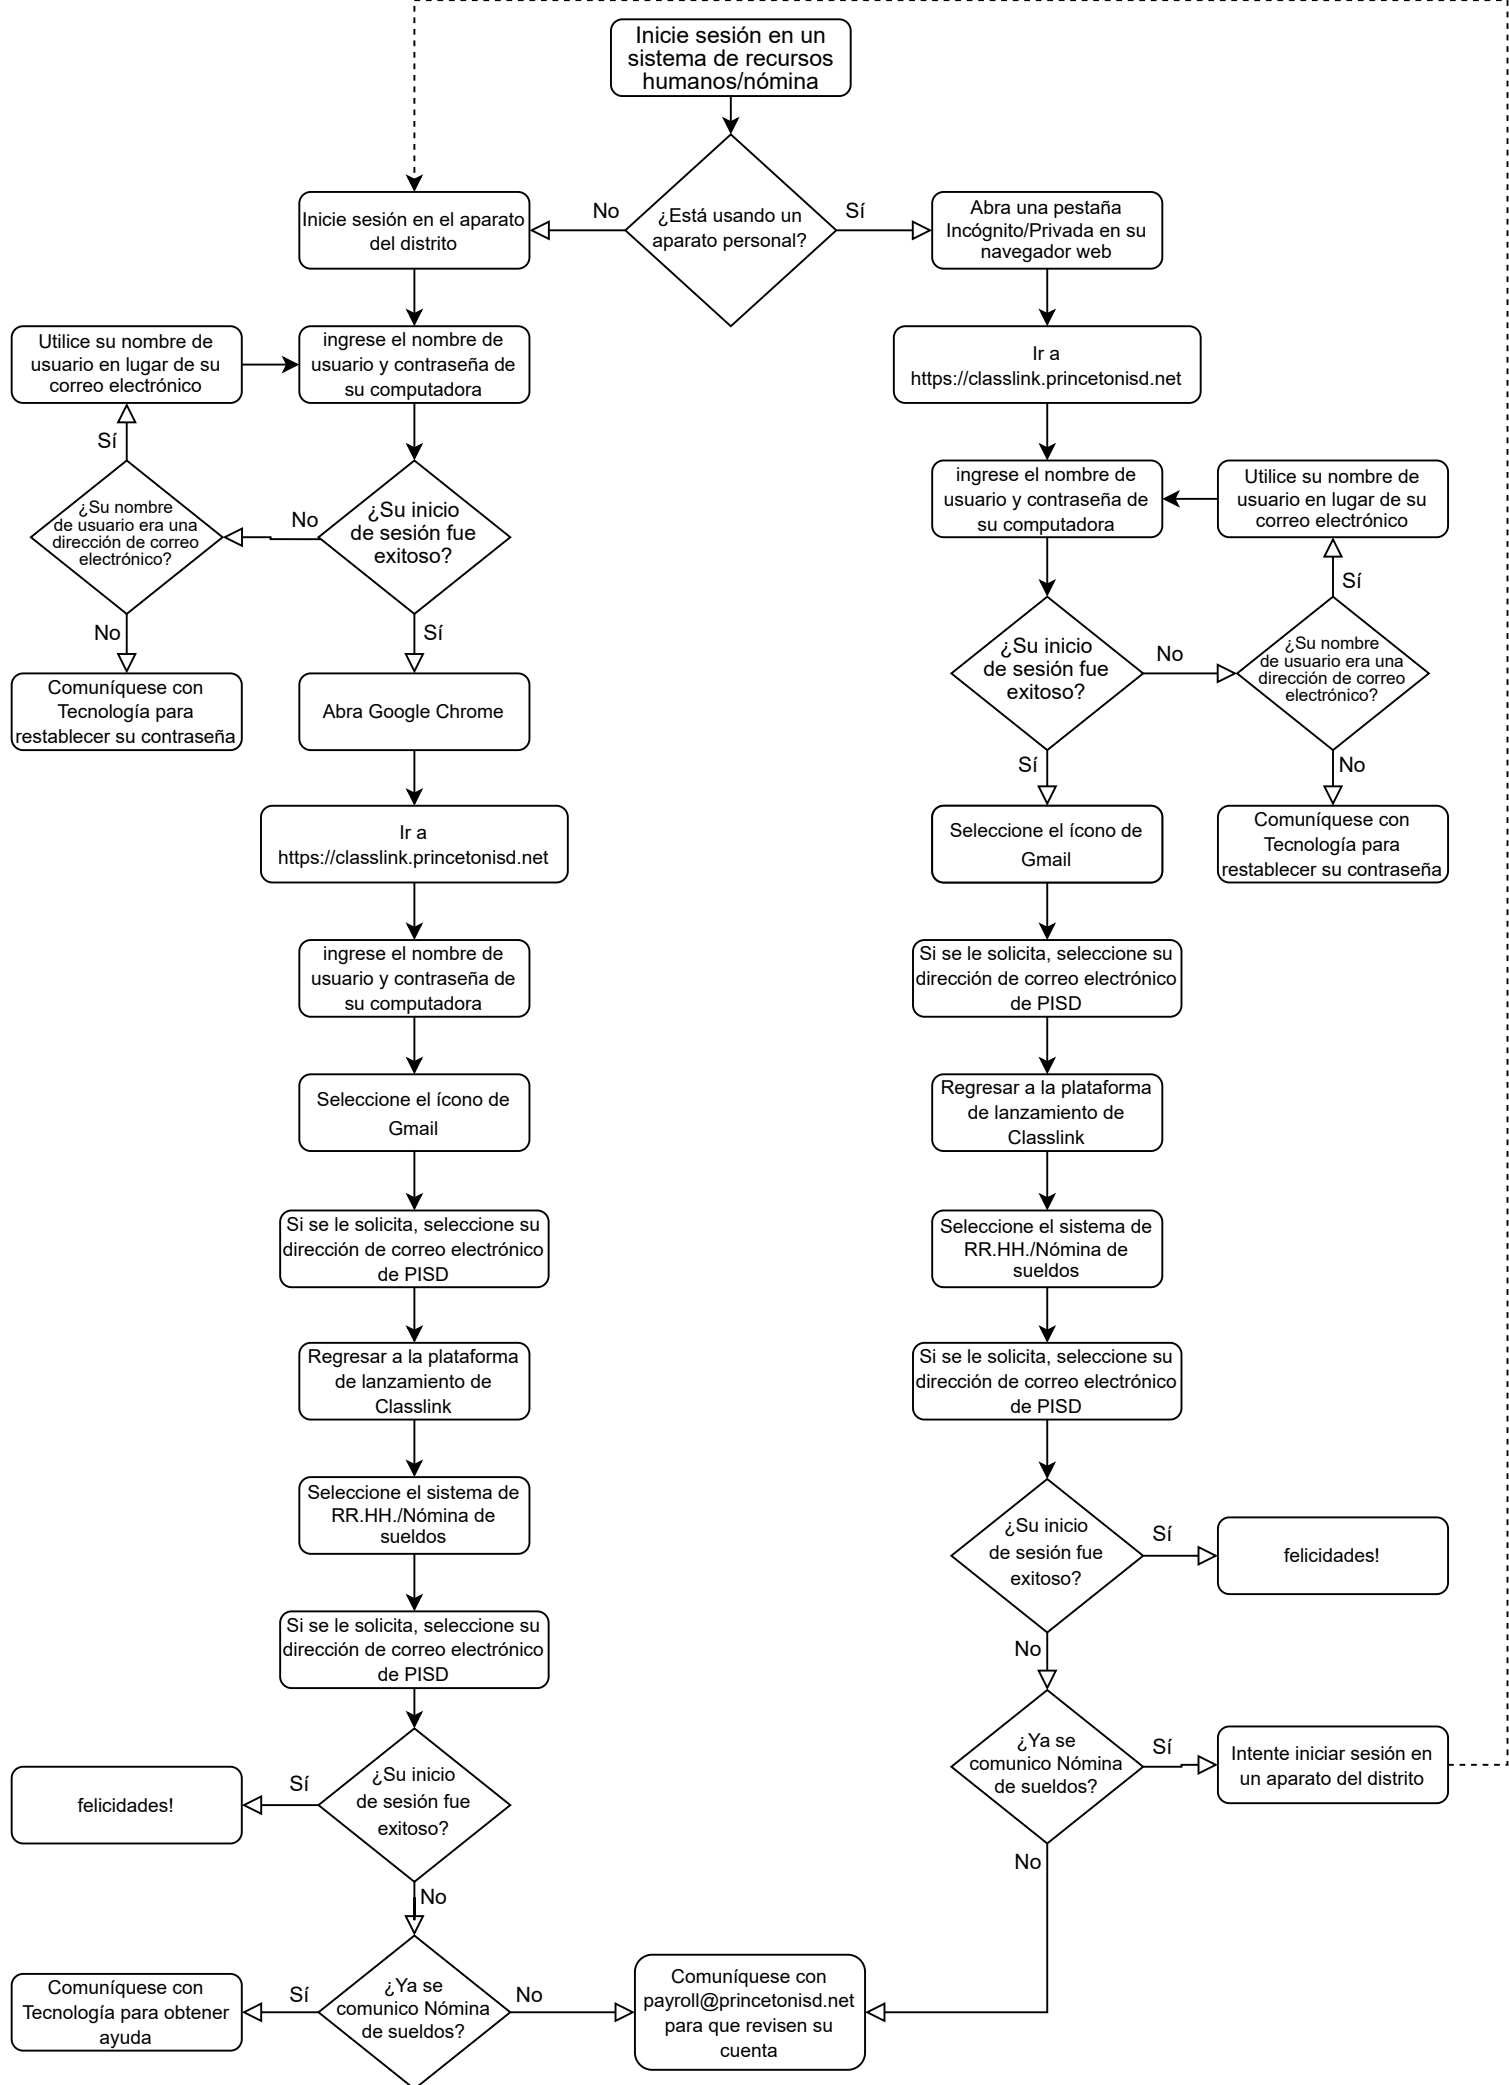 Inicie sesión en un
sistema de recursos
humanos/nómina
¿Está usando un
aparato personal?
No
Sí
Inicie sesión en el aparato
del distrito
Abra una pestaña
Incógnito/Privada en su
navegador web
Utilice su nombre de
usuario en lugar de su
correo electrónico
ingrese el nombre de
usuario y contraseña de
su computadora
Ir a
https://classlink.princetonisd.net
Sí
¿Su nombre
de usuario era una
dirección de correo
electrónico?
No
¿Su inicio
de sesión fue
exitoso?
ingrese el nombre de
usuario y contraseña de
su computadora
Utilice su nombre de
usuario en lugar de su
correo electrónico
No
Sí
Sí
Comuníquese con
Tecnología para
restablecer su contraseña
Abra Google Chrome
¿Su inicio
de sesión fue
exitoso?
No
¿Su nombre
de usuario era una
dirección de correo
electrónico?
Sí
No
Ir a
https://classlink.princetonisd.net
Seleccione el ícono de
Gmail
Comuníquese con
Tecnología para
restablecer su contraseña
ingrese el nombre de
usuario y contraseña de
su computadora
Si se le solicita, seleccione su
dirección de correo electrónico
de PISD
Seleccione el ícono de
Gmail
Regresar a la plataforma
de lanzamiento de
Classlink
Si se le solicita, seleccione su
dirección de correo electrónico
de PISD
Seleccione el sistema de
RR.HH./Nómina de
sueldos
Regresar a la plataforma
de lanzamiento de
Classlink
Si se le solicita, seleccione su
dirección de correo electrónico
de PISD
Seleccione el sistema de
RR.HH./Nómina de
sueldos
¿Su inicio
de sesión fue
exitoso?
Sí
felicidades!
No
Si se le solicita, seleccione su
dirección de correo electrónico
de PISD
¿Ya se
comunico Nómina
de sueldos?
Sí
Intente iniciar sesión en
un aparato del distrito
No
felicidades!
Sí
¿Su inicio
de sesión fue
exitoso?
No
Comuníquese con
Tecnología para obtener
ayuda
Sí
¿Ya se
comunico Nómina
de sueldos?
No
Comuníquese con
payroll@princetonisd.net
para que revisen su
cuenta